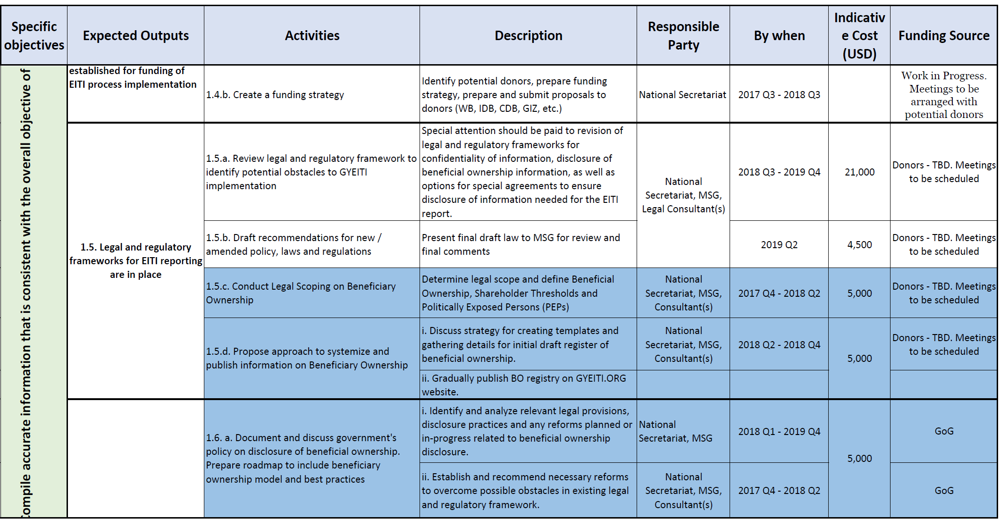 Specific
objectives
Expected Outputs
Activities
Description
Responsible
Party
By when
Indicativ
e Cost
(USD)
Funding Source
Compile accurate information that is consistent with the overall objective of
established for funding of
EITI process implementation
1.4.b. Create a funding strategy
Identify potential donors, prepare funding
strategy, prepare and submit proposals to
donors (WB, IDB, CDB, GIZ, etc.)
National Secretariat
2017 Q3 - 2018 Q3
Work in Progress.
Meetings to be
arranged with
potential donors
1.5. Legal and regulatory
frameworks for EITI reporting
are in place
1.5.a. Review legal and regulatory framework to
identify potential obstacles to GYEITI
implementation
Special attention should be paid to revision of
legal and regulatory frameworks for
confidentiality of information, disclosure of
beneficial ownership information, as well as
options for special agreements to ensure
disclosure of information needed for the EITI
report.
National
Secretariat, MSG,
Legal Consultant(s)
2018 Q3 - 2019 Q4
21,000
Donors - TBD. Meetings
to be scheduled
1.5.b. Draft recommendations for new /
amended policy, laws and regulations
Present final draft law to MSG for review and
final comments
2019 Q2
4,500
Donors - TBD. Meetings
to be scheduled
1.5.c. Conduct Legal Scoping on Beneficiary
Ownership
Determine legal scope and define Beneficial
Ownership, Shareholder Thresholds and
Politically Exposed Persons (PEPs)
National
Secretariat, MSG,
Consultant(s)
2017 Q4 - 2018 Q2
5,000
Donors - TBD. Meetings
to be scheduled
1.5.d. Propose approach to systemize and
publish information on Beneficiary Ownership
i. Discuss strategy for creating templates and
gathering details for initial draft register of
beneficial ownership.
National
Secretariat, MSG,
Consultant(s)
2018 Q2 - 2018 Q4
5,000
Donors - TBD. Meetings
to be scheduled
ii. Gradually publish BO registry on GYEITI.ORG
website.
1.6. a. Document and discuss government's
policy on disclosure of beneficial ownership.
Prepare roadmap to include beneficiary
ownership model and best practices
i. Identify and analyze relevant legal provisions,
disclosure practices and any reforms planned or
in-progress related to beneficial ownership
disclosure.
National
Secretariat, MSG
2018 Q1 - 2019 Q4
5,000
GoG
ii. Establish and recommend necessary reforms
to overcome possible obstacles in existing legal
and regulatory framework.
National
Secretariat, MSG,
Consultant(s)
2017 Q4 - 2018 Q2
GoG